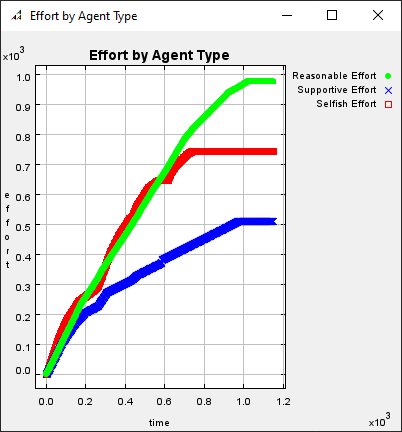 Effort by Agent Type
Effort by Agent Type
x10³
Reasonable Effort
Supportive Effort
Selfish Effort
1.0
0.9
0.8
0.7
0.6
0.5
0.4
0.3
0.2
0.1
0.0
effort
0.0 0.2 0.4 0.6 0.8 1.0 1.2
time
x10³